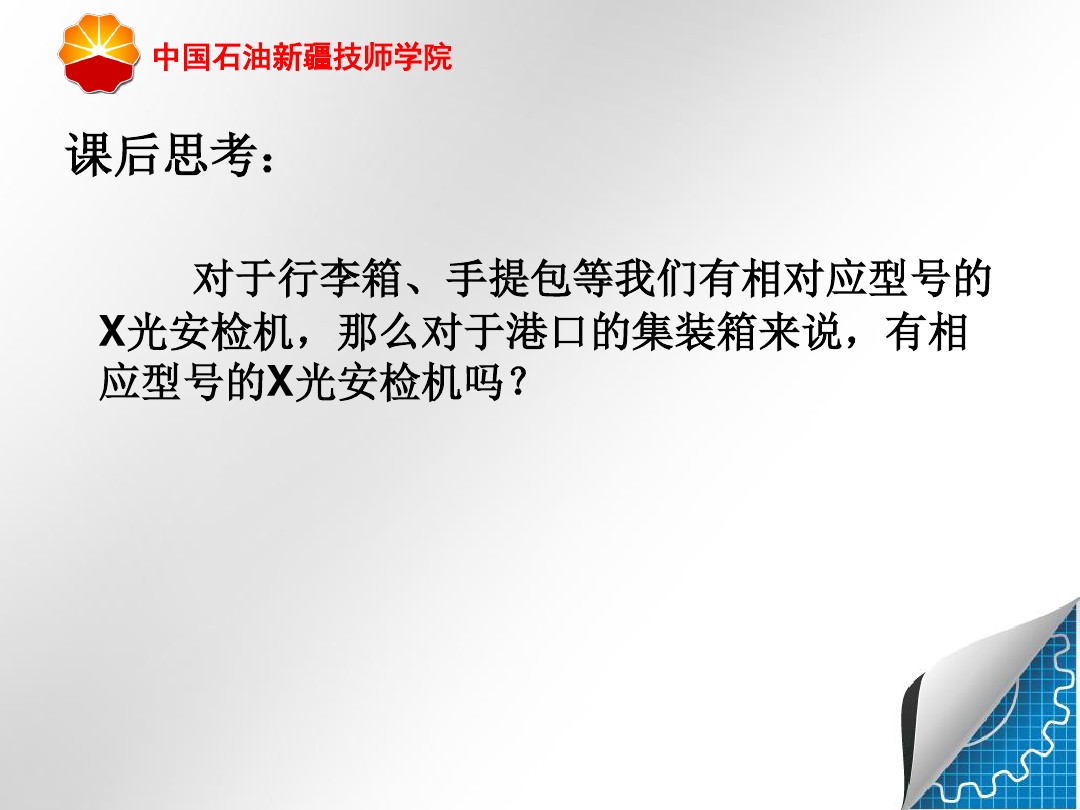 中国石油新疆技师学院
课后思考：
对于行李箱、手提包等我们有相对应型号的
X光安检机，那么对于港口的集装箱来说，有相
应型号的X光安检机吗？